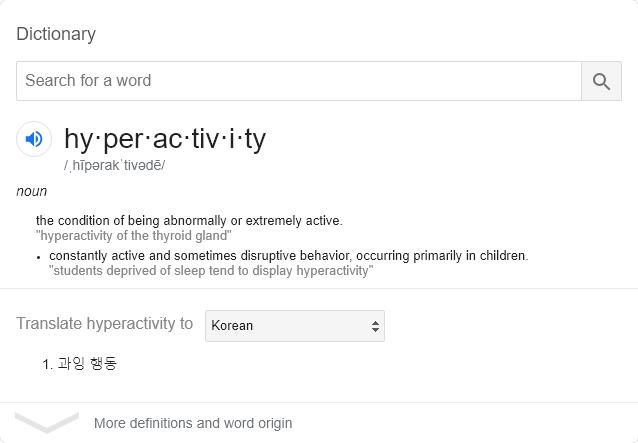 Dictionary
Search for a word
hy·per·ac·tiv·i·ty
/ˌhīpərakˈtivədē/
noun
the condition of being abnormally or extremely active.
"hyperactivity of the thyroid gland"
• constantly active and sometimes disruptive behavior, occurring primarily in children.
"students deprived of sleep tend to display hyperactivity"
Translate hyperactivity to Korean
1. 과잉 행동
More definitions and word origin